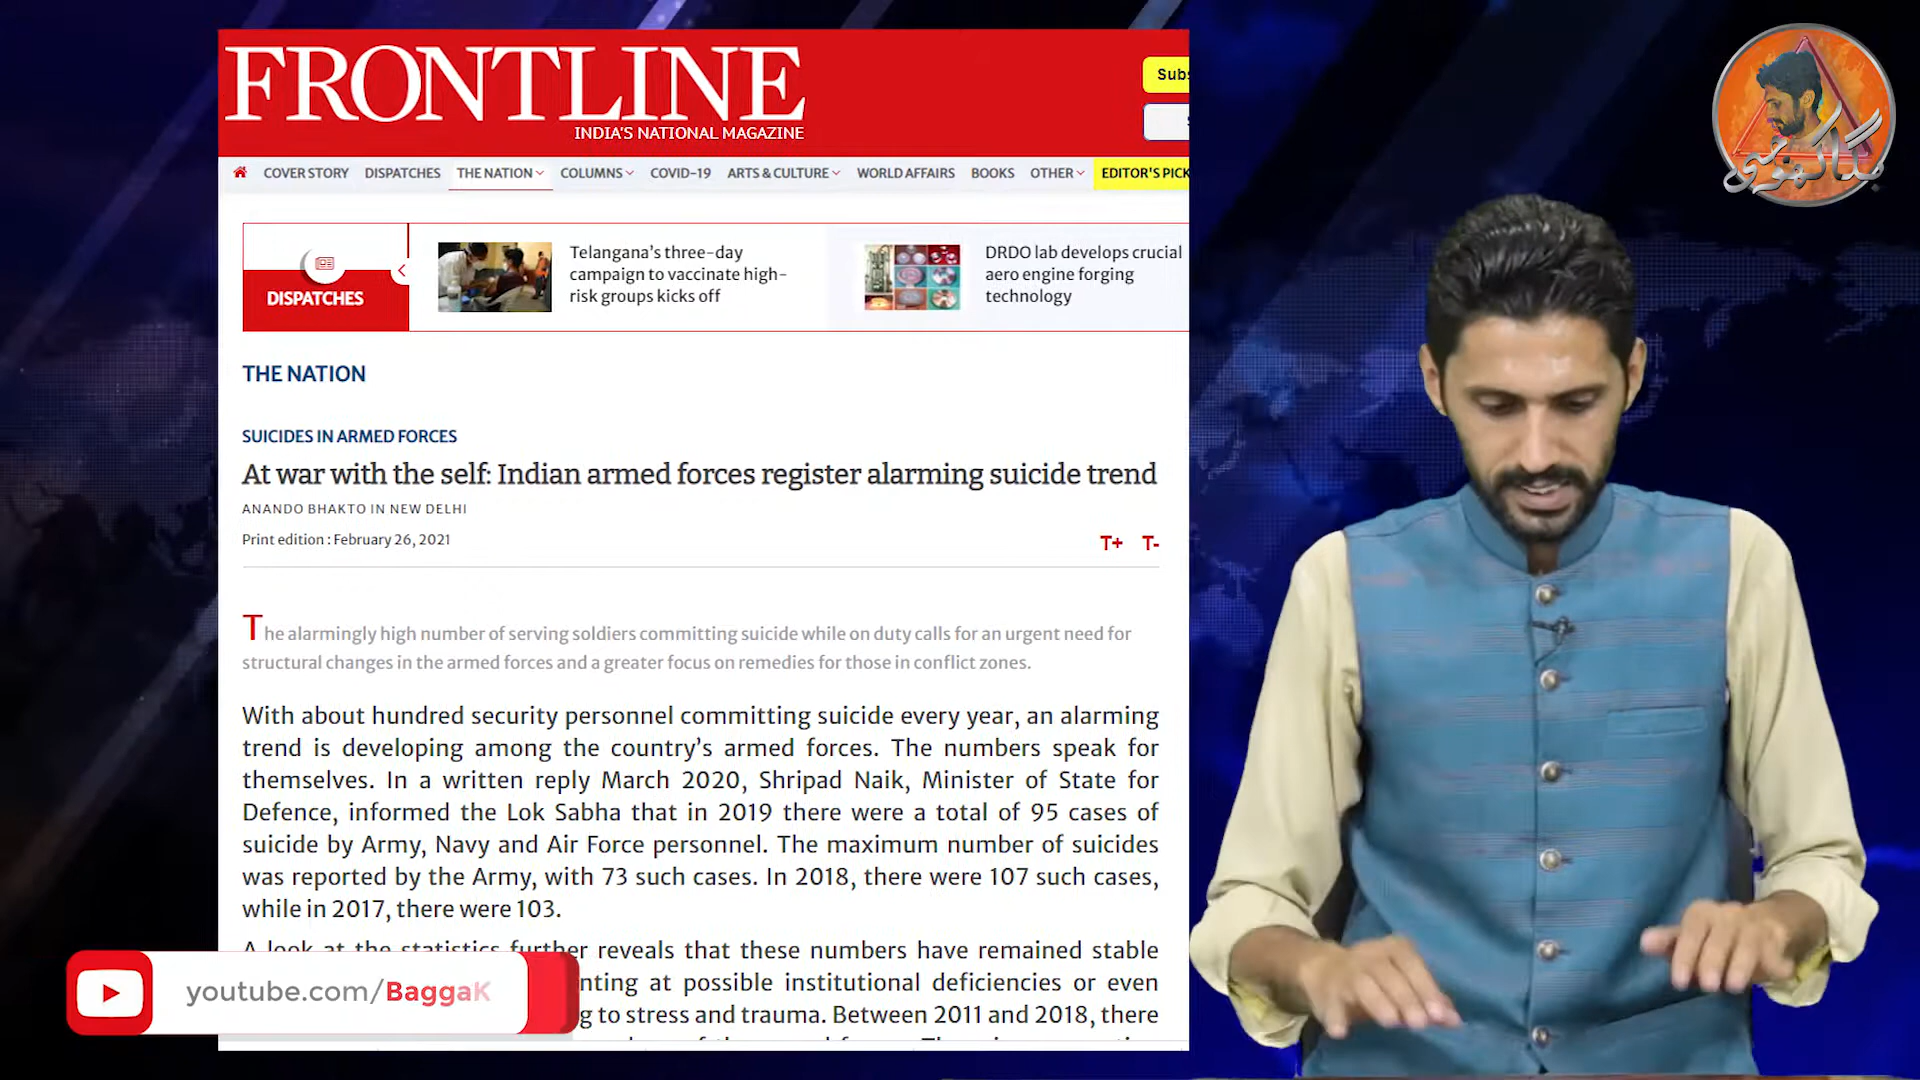 FRONTLINE
INDIA'S NATIONAL MAGAZINE
COVER STORY DISPATCHES THE NATION COLUMNS COVID-19 ARTS & CULTURE WORLD AFFAIRS BOOKS OTHER EDITOR'S PICK
DISPATCHES
Telangana's three-day
campaign to vaccinate high-
risk groups kicks off
DRDO lab develops crucial
aero engine forging
technology
THE NATION
SUICIDES IN ARMED FORCES
At war with the self: Indian armed forces register alarming suicide trend
ANANDO BHAKTO IN NEW DELHI
Print edition : February 26, 2021
T+ T-
The alarmingly high number of serving soldiers committing suicide while on duty calls for an urgent need for
structural changes in the armed forces and a greater focus on remedies for those in conflict zones.
With about hundred security personnel committing suicide every year, an alarming
trend is developing among the country's armed forces. The numbers speak for
themselves. In a written reply March 2020, Shripad Naik, Minister of State for
Defence, informed the Lok Sabha that in 2019 there were a total of 95 cases of
suicide by Army, Navy and Air Force personnel. The maximum number of suicides
was reported by the Army, with 73 such cases. In 2018, there were 107 such cases,
while in 2017, there were 103.
A look at the statistics further reveals that these numbers have remained stable
at possible institutional deficiencies or even
to stress and trauma. Between 2011 and 2018, there
youtube.com/BaggaK
بگا کھوجی